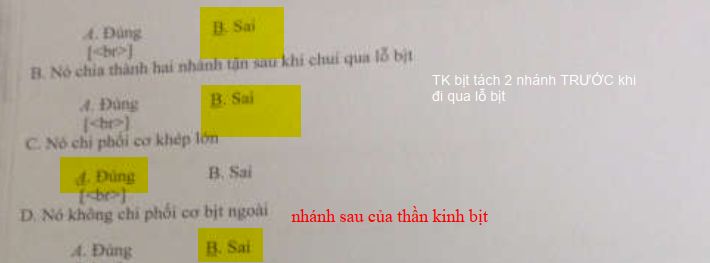 A. Đúng B. Sai
[<br>]
B. Nó chia thành hai nhánh tận sau khi chui qua lỗ bịt
TK bịt tách 2 nhánh TRƯỚC khi
đi qua lỗ bịt
A. Đúng B. Sai
[<br>]
C. Nó chi phối cơ khép lớn
A. Đúng B. Sai
[<br>]
D. Nó không chi phối cơ bịt ngoài nhánh sau của thần kinh bịt
A. Đúng B. Sai